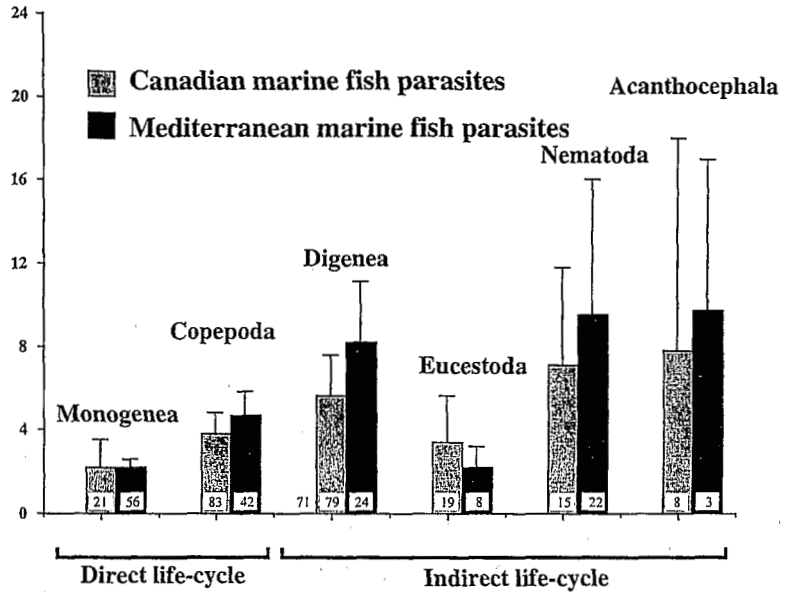 24
20
16
12
8
4
0
Canadian marine fish parasites
Mediterranean marine fish parasites
Acanthocephala
Nematoda
Digenea
Copepoda
Eucestoda
Monogenea
21 56 83 42 71 79 24 19 8 15 22 8 3
Direct life-cycle
Indirect life-cycle